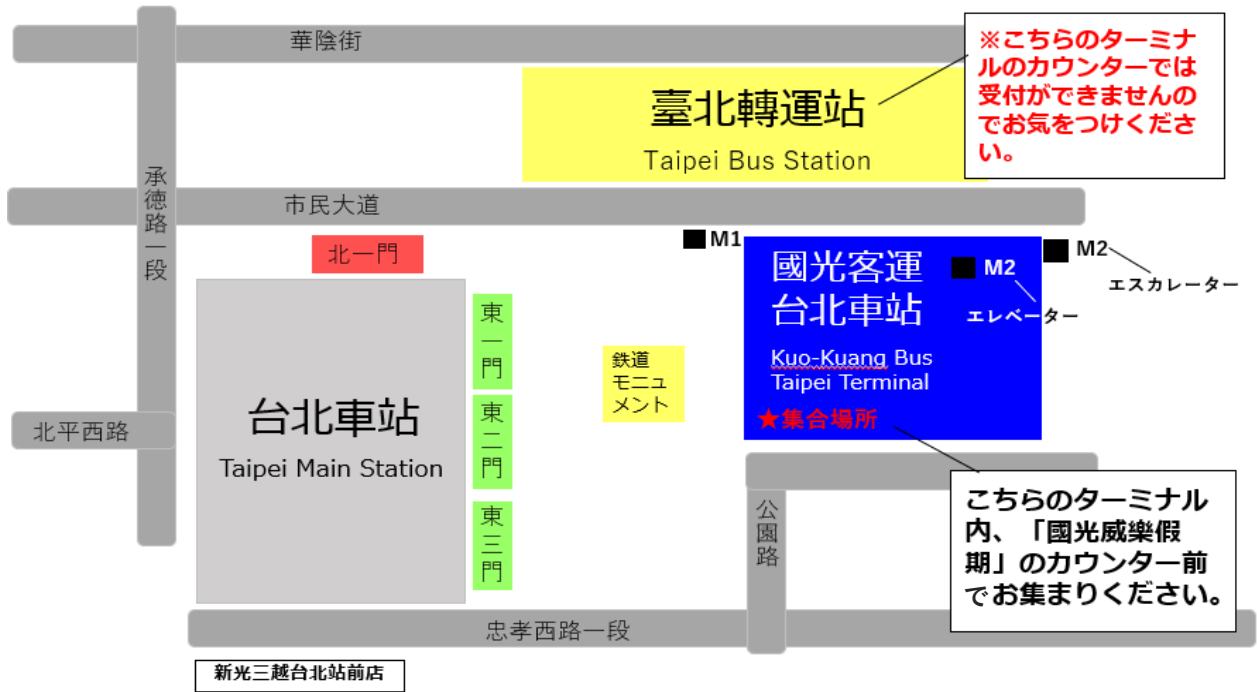 華陰街
※こちらのターミナ
ルのカウンターでは
受付ができませんの
でお気をつけくださ
い。
臺北轉運站
Taipei Bus Station
承徳路一段
市民大道
北一門
M1
M2
エスカレーター
國光客運
台北車站
M2
エレベーター
Kuo-Kuang Bus
Taipei Terminal
★集合場所
東一門
東二門
東三門
鉄道
モニュ
メント
台北車站
Taipei Main Station
北平西路
公園路
こちらのターミナル
内、「國光威樂假
期」のカウンター前
でお集まりください。
忠孝西路一段
新光三越台北站前店